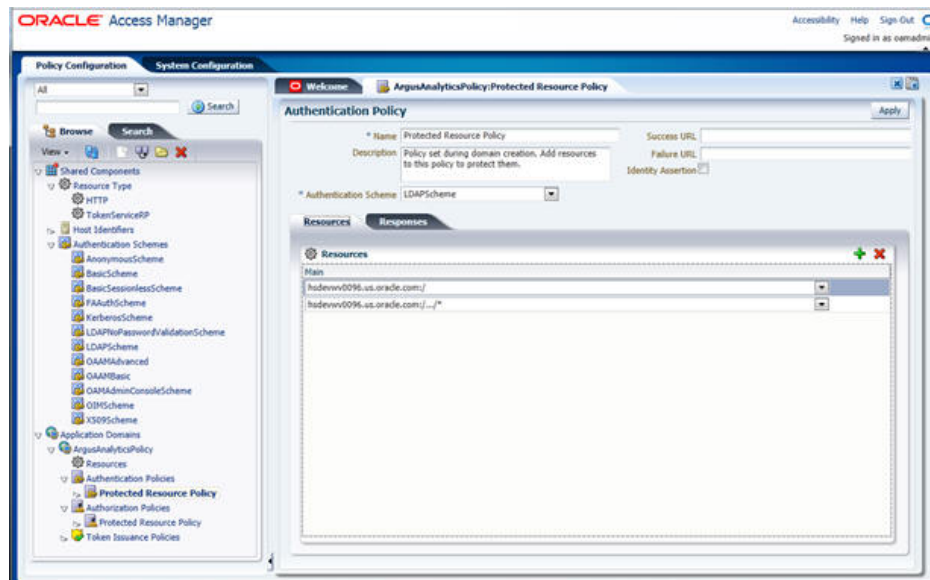 ORACLE Access Manager
Accessibility Help Sign Out
Signed in as oamadmi
Policy Configuration
System Configuration
All
Search
Browse
Search
View
Shared Components
Resource Type
HTTP
TokenServiceRP
Host Identifiers
Authentication Schemes
AnonymousScheme
BasicScheme
BasicSessionlessScheme
FAAuthScheme
KerberosScheme
LDAPNoPasswordValidationScheme
LDAPScheme
OAAMAdvanced
OAAMBasic
OAMAdminConsoleScheme
OIMScheme
X509Scheme
Application Domains
ArgusAnalyticsPolicy
Resources
Authentication Policies
Protected Resource Policy
Authorization Policies
Protected Resource Policy
Token Issuance Policies
Welcome
ArgusAnalyticsPolicy:Protected Resource Policy
Authentication Policy
Apply
* Name Protected Resource Policy
Description Policy set during domain creation. Add resources
to this policy to protect them.
* Authentication Scheme LDAPScheme
Success URL
Failure URL
Identity Assertion
Resources
Responses
Resources
Main
hsdevwv0096.us.oracle.com:/
hsdevwv0096.us.oracle.com:/.../*